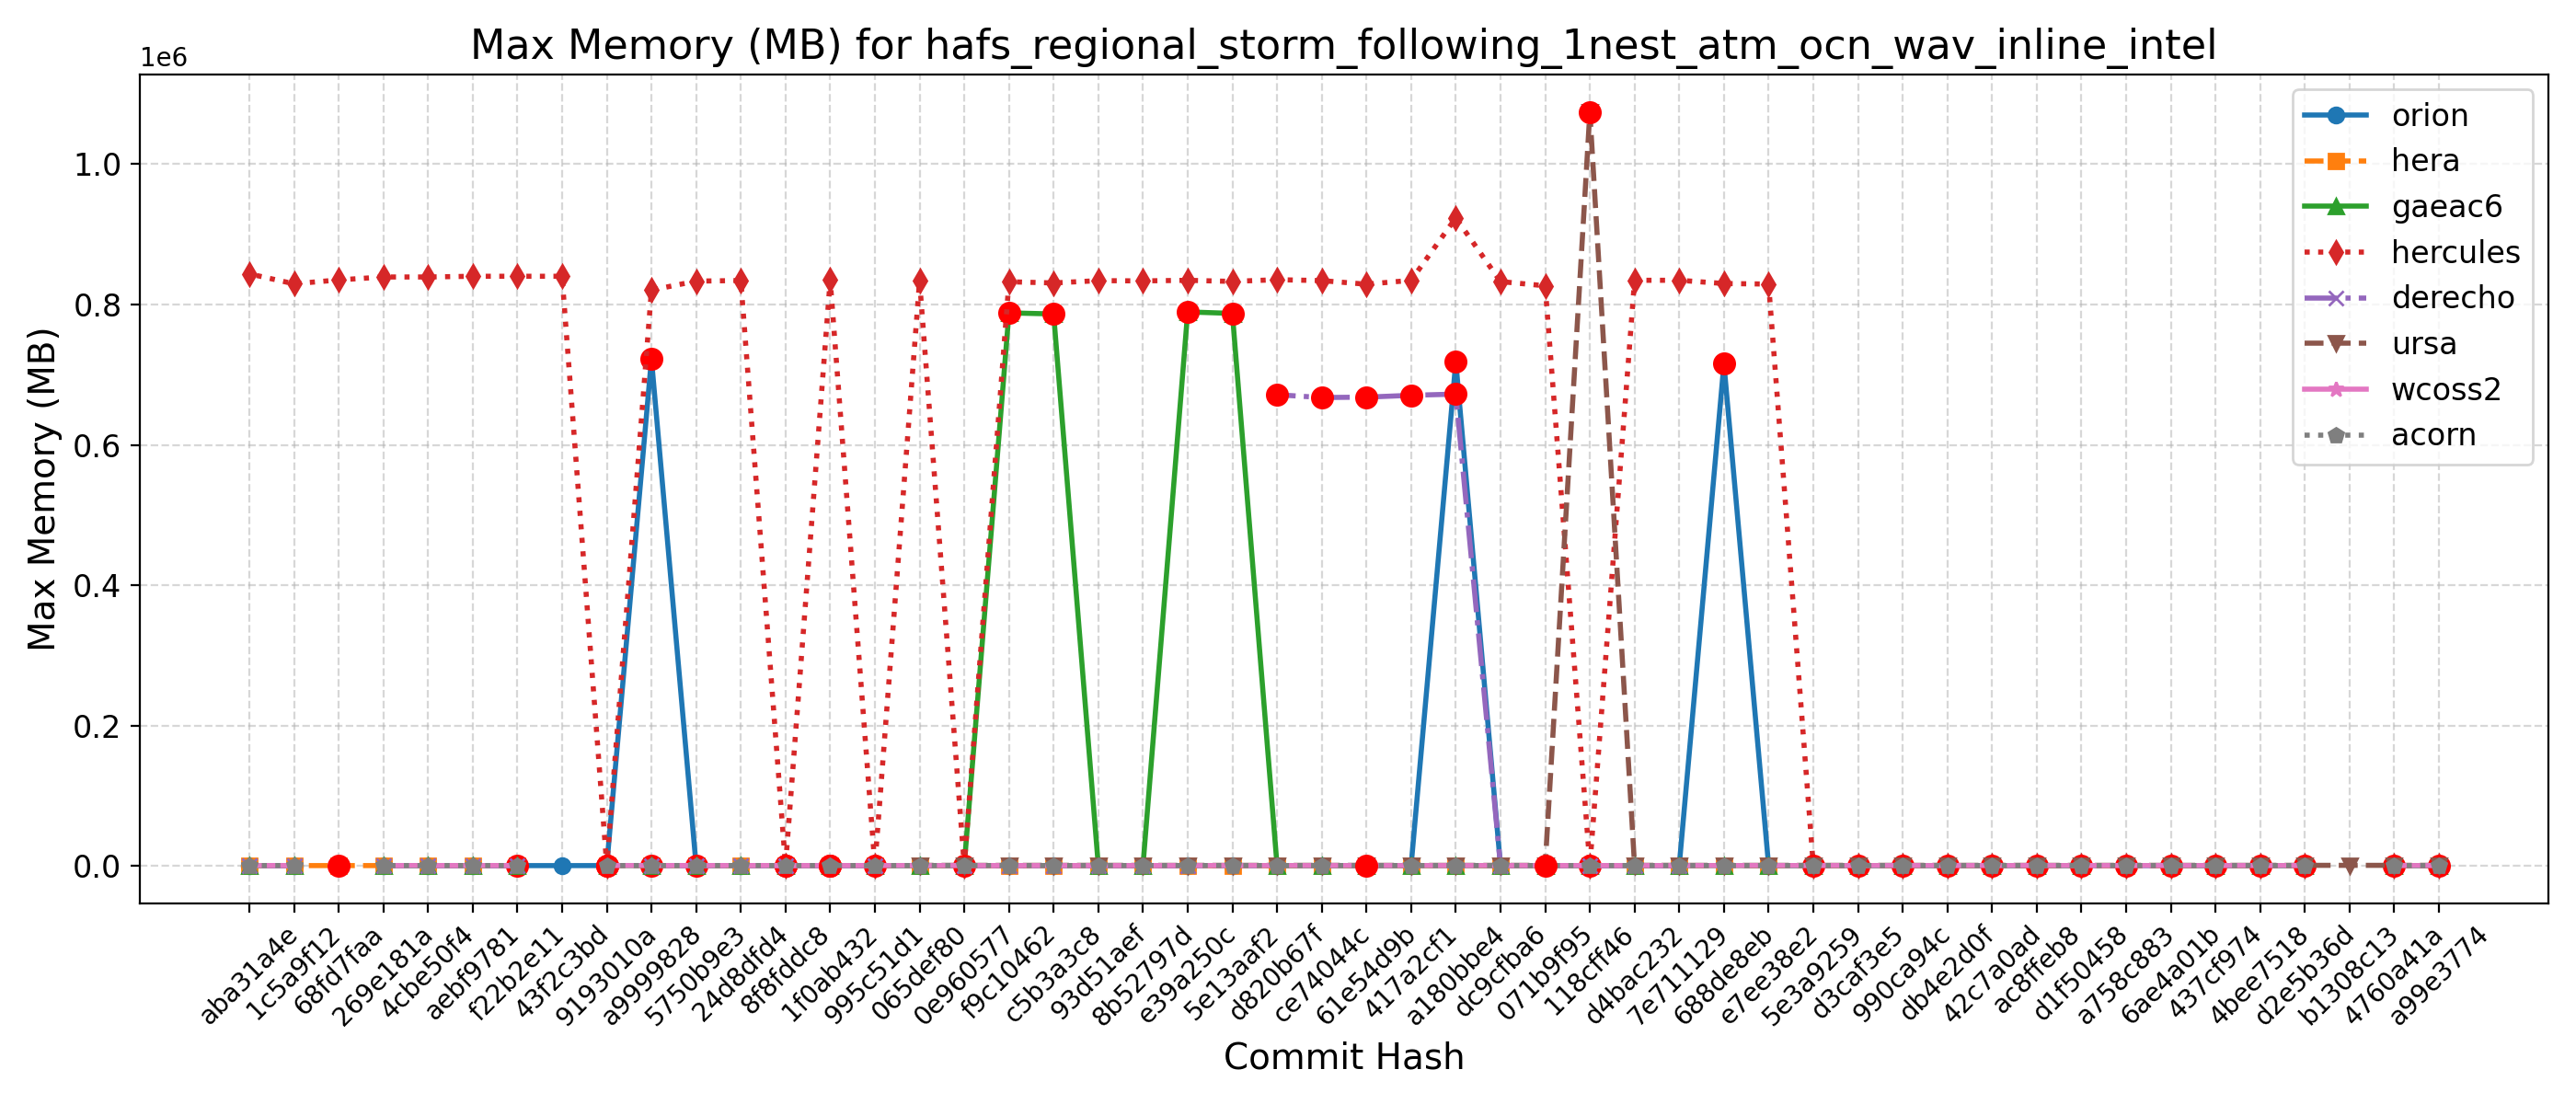 Max Memory (MB) for hafs_regional_storm_following_1nest_atm_ocn_wav_inline_intel
1e6
1.0
0.8
0.6
0.4
0.2
0.0
Max Memory (MB)
orion
hera
gaeac6
hercules
derecho
ursa
wcoss2
acorn
aba31a4e
1c5a9f12
68fd7faa
269e181a
4cbe50f4
aebf9781
f22b2e11
43f2c3bd
9193010a
a9999828
5750b9e3
24d8dfd4
8f8fddc8
1f0ab432
995c51d1
065def80
0e960577
f9c10462
c5b3a3c8
93d51aef
8b52797d
e39a250c
5e13aaf2
d820b67f
ce74044c
61e54d9b
417a2cf1
a180bbe4
dc9cfba6
071b9f95
118cff46
d4bac232
7e711129
688de8eb
e7ee38e2
5e3a9259
d3caf3e5
990ca94c
db4e2d0f
42c7a0ad
ac8ffeb8
d1f50458
a758c883
6ae4a01b
437cf974
4bee7518
d2e5b36d
b1308c13
4760a41a
a99e3774
Commit Hash